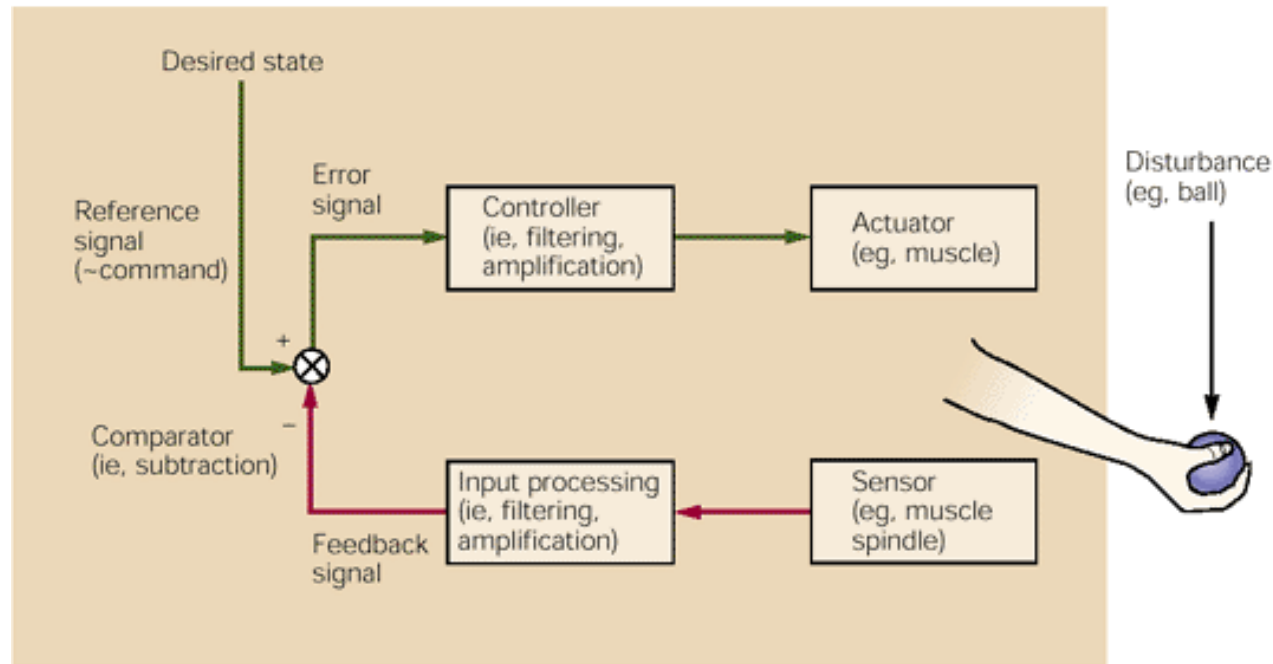 Desired state
Reference
signal
(~command)
Error
signal
Controller
(ie, filtering,
amplification)
Actuator
(eg, muscle)
Disturbance
(eg, ball)
+
−
Comparator
(ie, subtraction)
Feedback
signal
Input processing
(ie, filtering,
amplification)
Sensor
(eg, muscle
spindle)